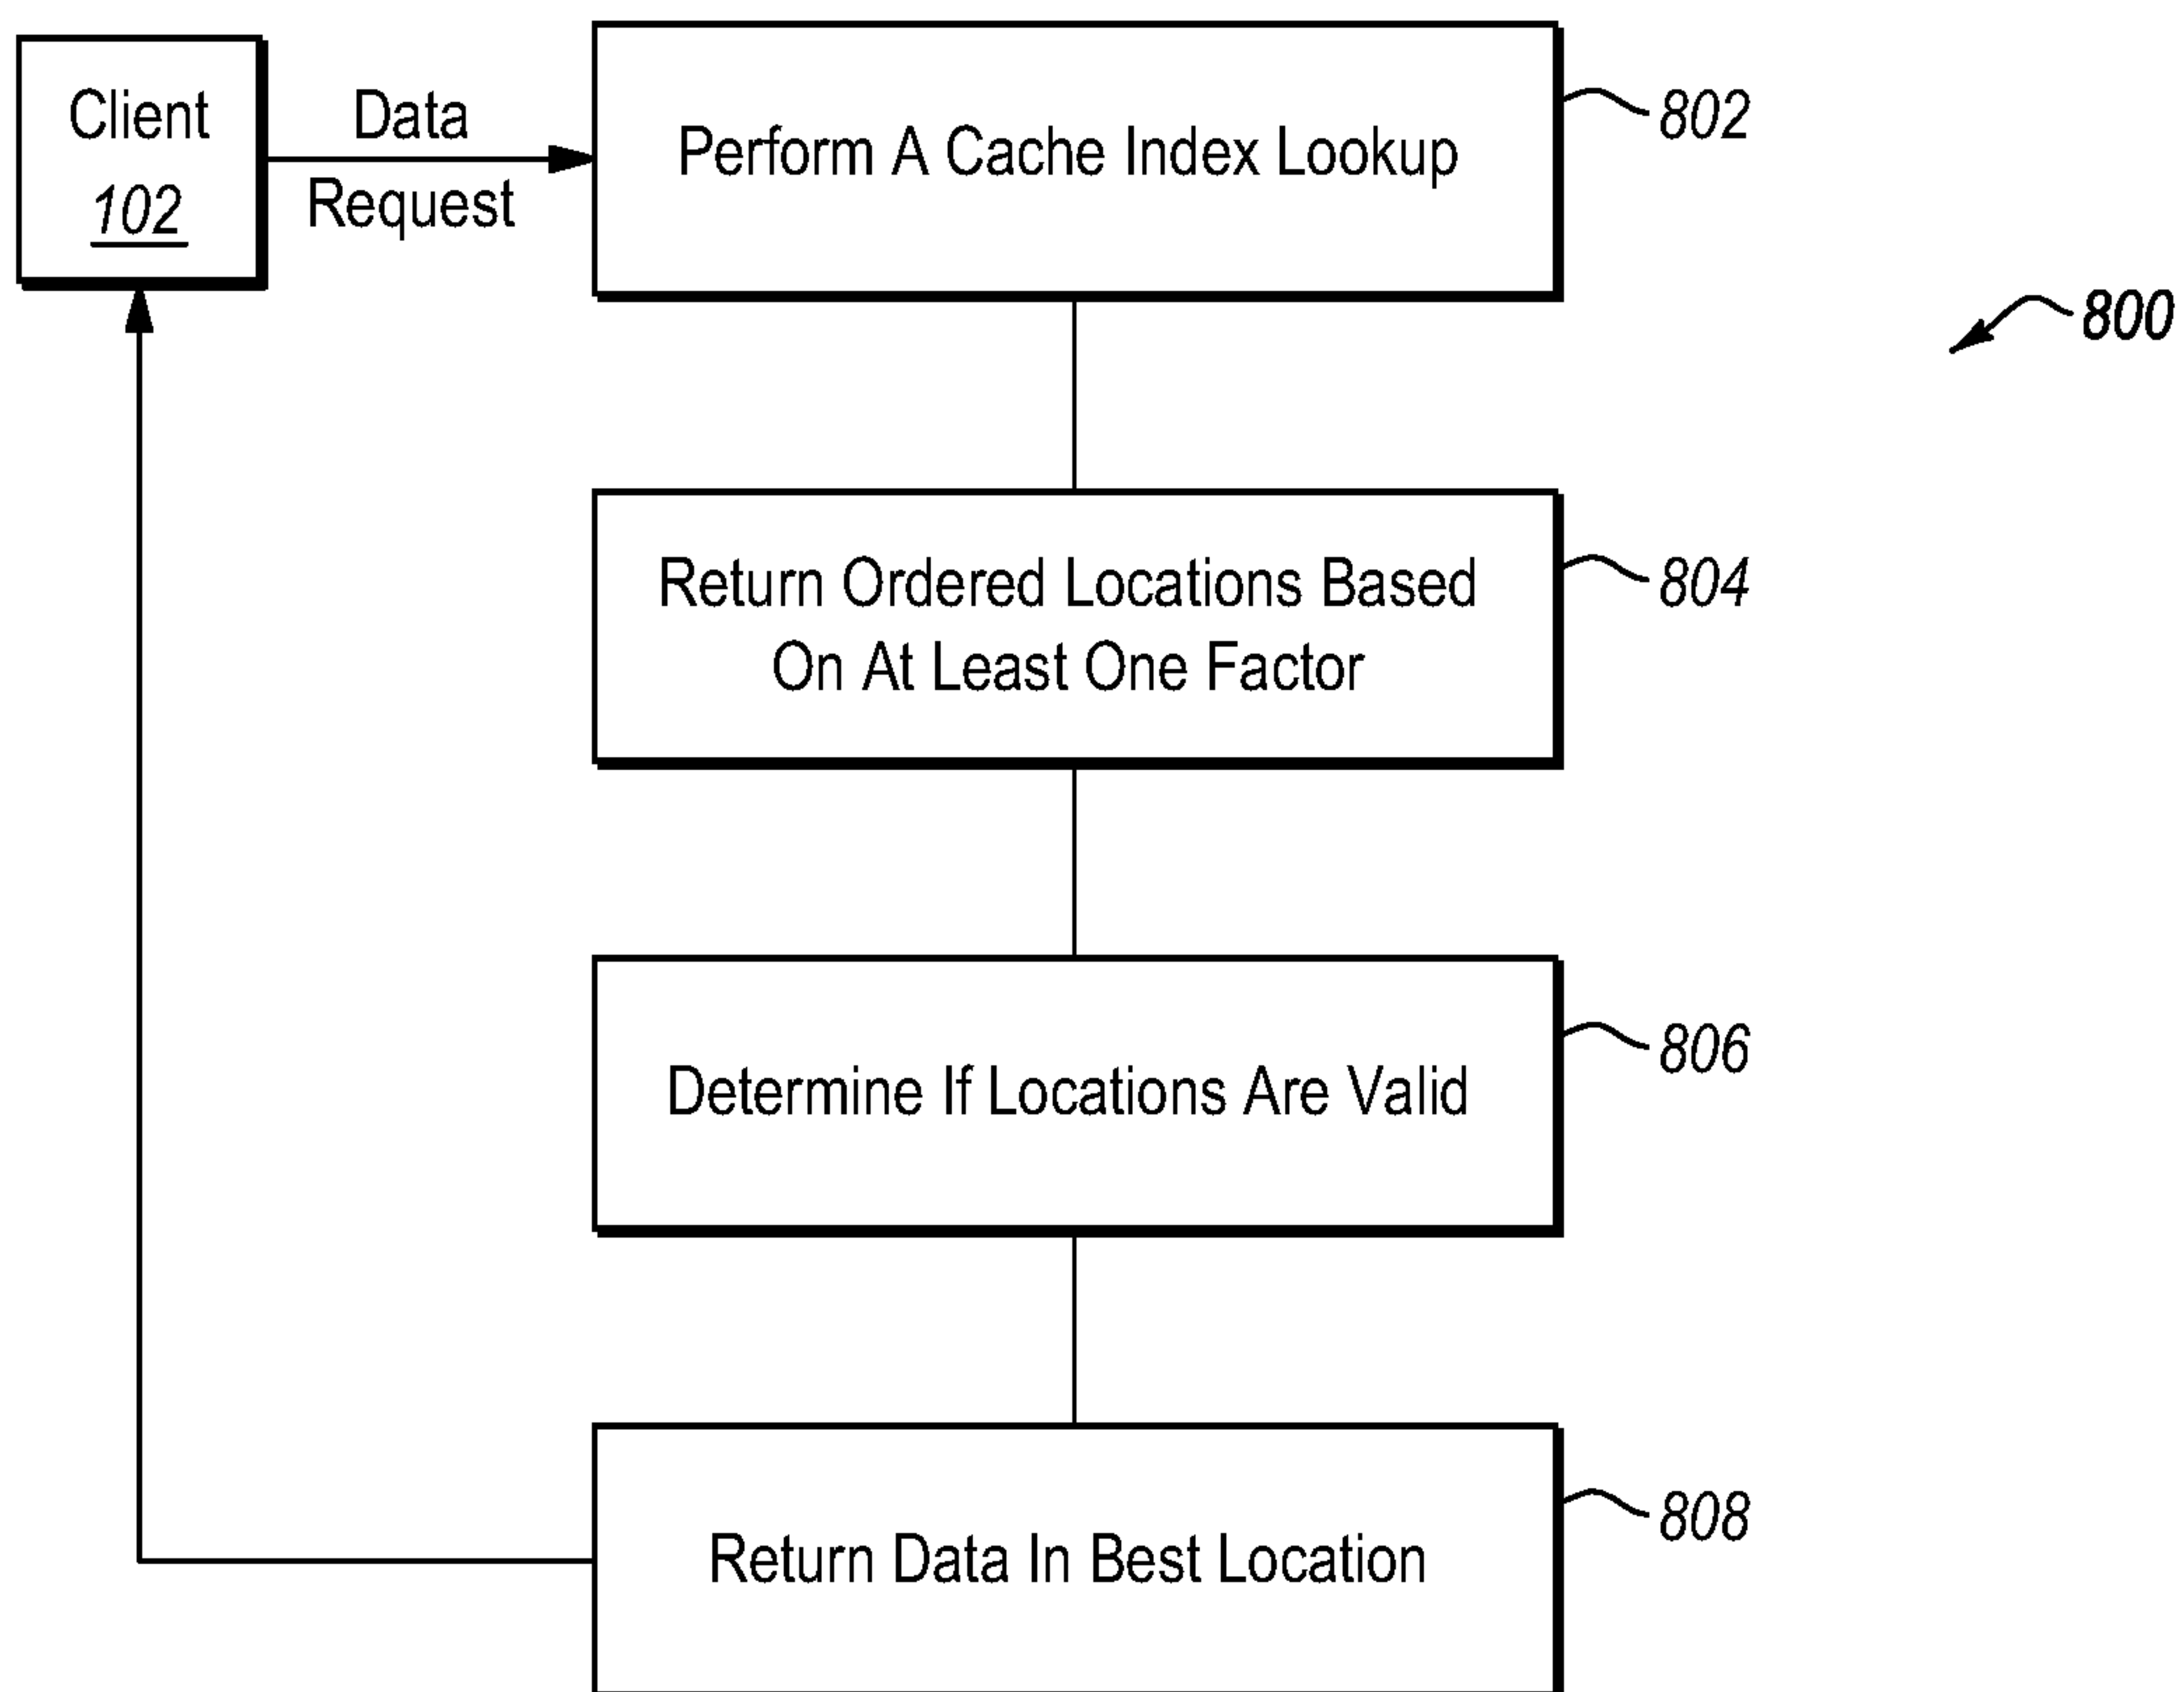 Client
102
Data
Request
Perform A Cache Index Lookup
802
800
Return Ordered Locations Based
On At Least One Factor
804
Determine If Locations Are Valid
806
Return Data In Best Location
808